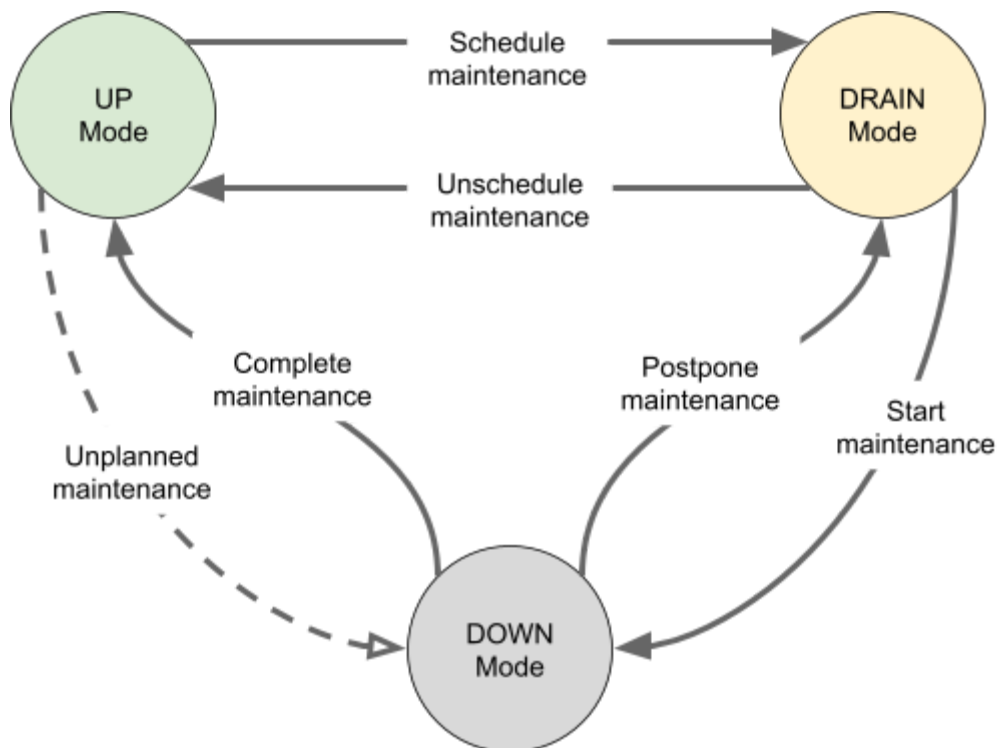 UP
Mode
Schedule
maintenance
DRAIN
Mode
Unschedule
maintenance
Complete
maintenance
Postpone
maintenance
Start
maintenance
Unplanned
maintenance
DOWN
Mode